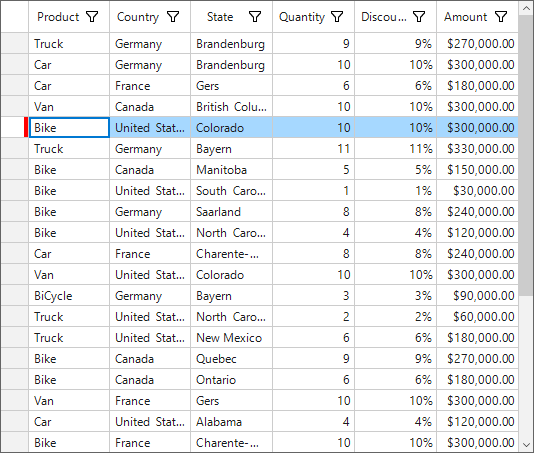 Product Country State Quantity Discou... Amount
Truck Germany Brandenburg 9 9% $270,000.00
Car Germany Brandenburg 10 10% $300,000.00
Car France Gers 6 6% $180,000.00
Van Canada British Colu... 10 10% $300,000.00
Bike United Stat... Colorado 10 10% $300,000.00
Truck Germany Bayern 11 11% $330,000.00
Bike Canada Manitoba 5 5% $150,000.00
Bike United Stat... South Caro... 1 1% $30,000.00
Bike Germany Saarland 8 8% $240,000.00
Bike United Stat... North Caro... 4 4% $120,000.00
Car France Charente-... 8 8% $240,000.00
Van United Stat... Colorado 10 10% $300,000.00
BiCycle Germany Bayern 3 3% $90,000.00
Truck United Stat... North Caro... 2 2% $60,000.00
Truck United Stat... New Mexico 6 6% $180,000.00
Bike Canada Quebec 9 9% $270,000.00
Bike Canada Ontario 6 6% $180,000.00
Van France Gers 10 10% $300,000.00
Car United Stat... Alabama 4 4% $120,000.00
Bike France Charente-... 10 10% $300,000.00